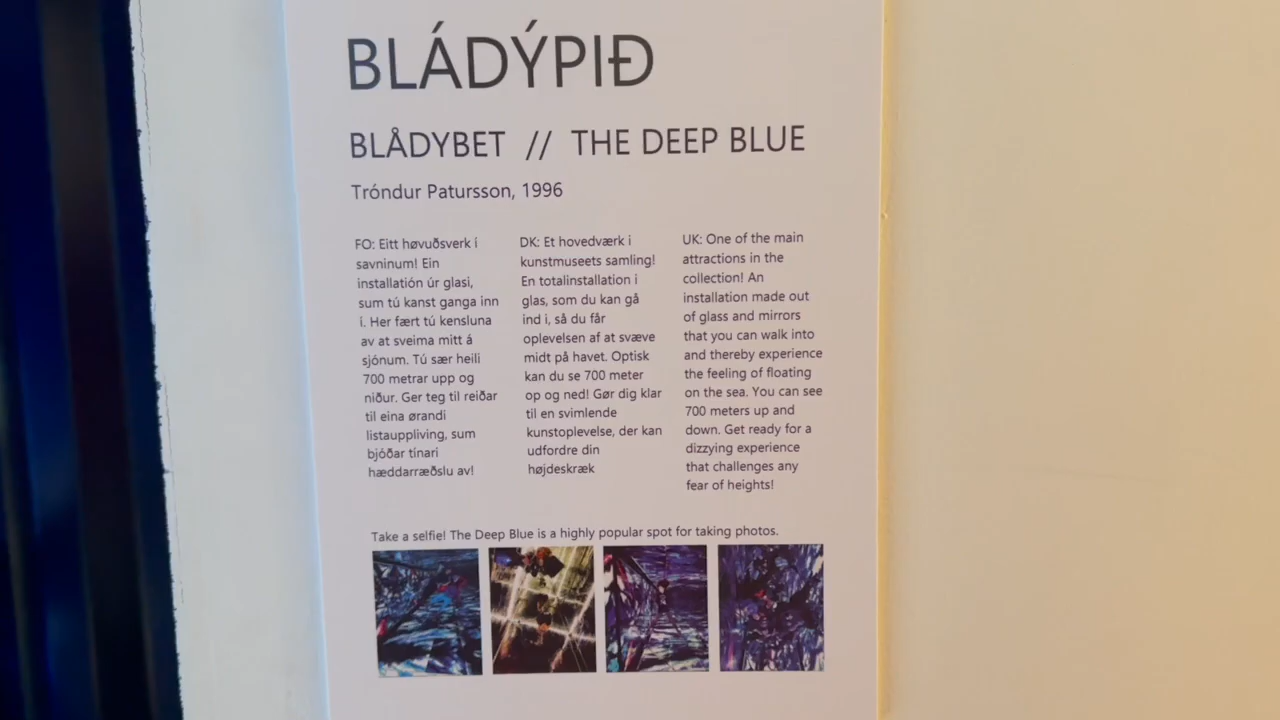 BLÁDÝPIÐ
BLÅDYBET // THE DEEP BLUE
Tróndur Patursson, 1996
FO: Eitt høvuðsverk í
savninum! Ein
installatión úr glasi,
sum tú kanst ganga inn
í. Her fært tú kensluna
av at sveima mitt á
sjónum. Tú sær heili
700 metrar upp og
niður. Ger teg til reiðar
til eina ørandi
listauppliving, sum
bjóðar tínari
hæddarræðslu av!
DK: Et hovedværk i
kunstmuseets samling!
En totalinstallation i
glas, som du kan gå
ind i, så du får
oplevelsen af at svæve
midt på havet. Optisk
kan du se 700 meter
op og ned! Gør dig klar
til en svimlende
kunstoplevelse, der kan
udfordre din
højdeskræk
UK: One of the main
attractions in the
collection! An
installation made out
of glass and mirrors
that you can walk into
and thereby experience
the feeling of floating
on the sea. You can see
700 meters up and
down. Get ready for a
dizzying experience
that challenges any
fear of heights!
Take a selfie! The Deep Blue is a highly popular spot for taking photos.